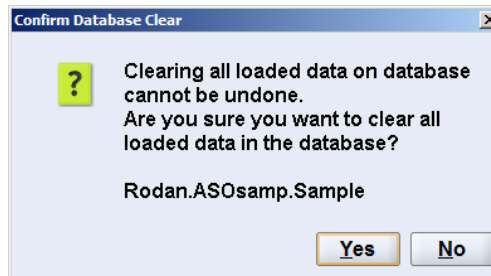 Confirm Database Clear
?
Clearing all loaded data on database
cannot be undone.
Are you sure you want to clear all
loaded data in the database?
Rodan.ASOsamp.Sample
Yes No